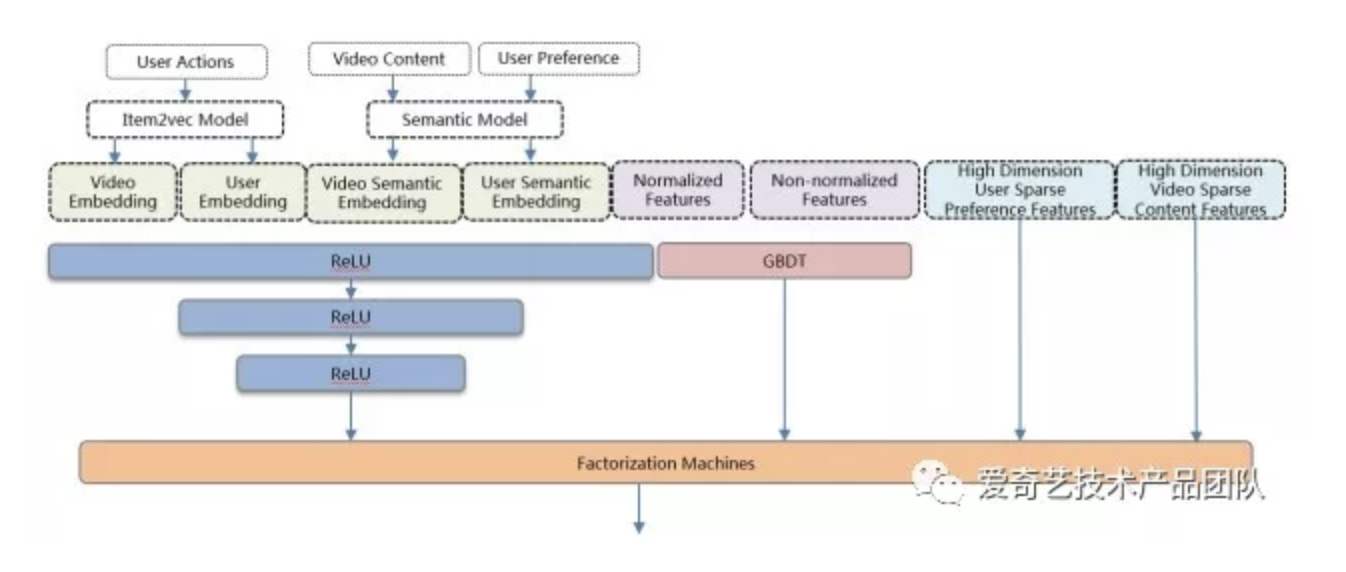 User Actions
Video Content
User Preference
Item2vec Model
Semantic Model
Video
Embedding
User
Embedding
Video Semantic
Embedding
User Semantic
Embedding
Normalized
Features
Non-normalized
Features
High Dimension
User Sparse
Preference Features
High Dimension
Video Sparse
Content Features
ReLU
GBDT
ReLU
ReLU
Factorization Machines
爱奇艺技术产品团队